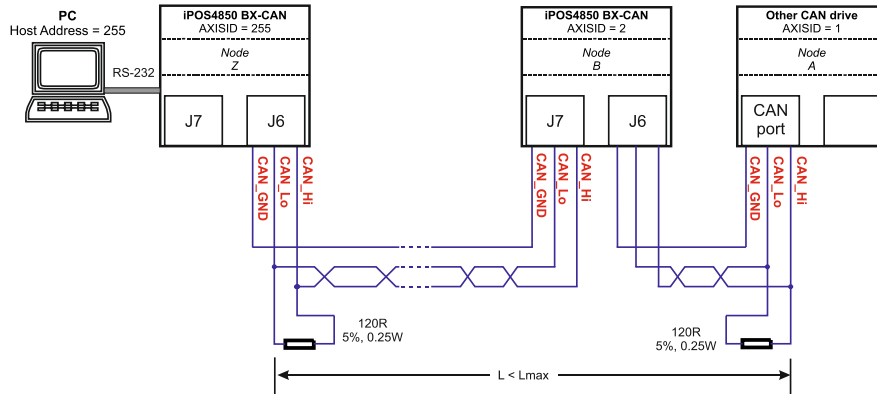 PC
Host Address = 255
RS-232
iPOS4850 BX-CAN
AXISID = 255
Node
Z
J7
J6
CAN_GND
CAN_Lo
CAN_Hi
iPOS4850 BX-CAN
AXISID = 2
Node
B
J7
J6
CAN_GND
CAN_Lo
CAN_Hi
Other CAN drive
AXISID = 1
Node
A
CAN
port
CAN_GND
CAN_Lo
CAN_Hi
120R
5%, 0.25W
120R
5%, 0.25W
L < Lmax